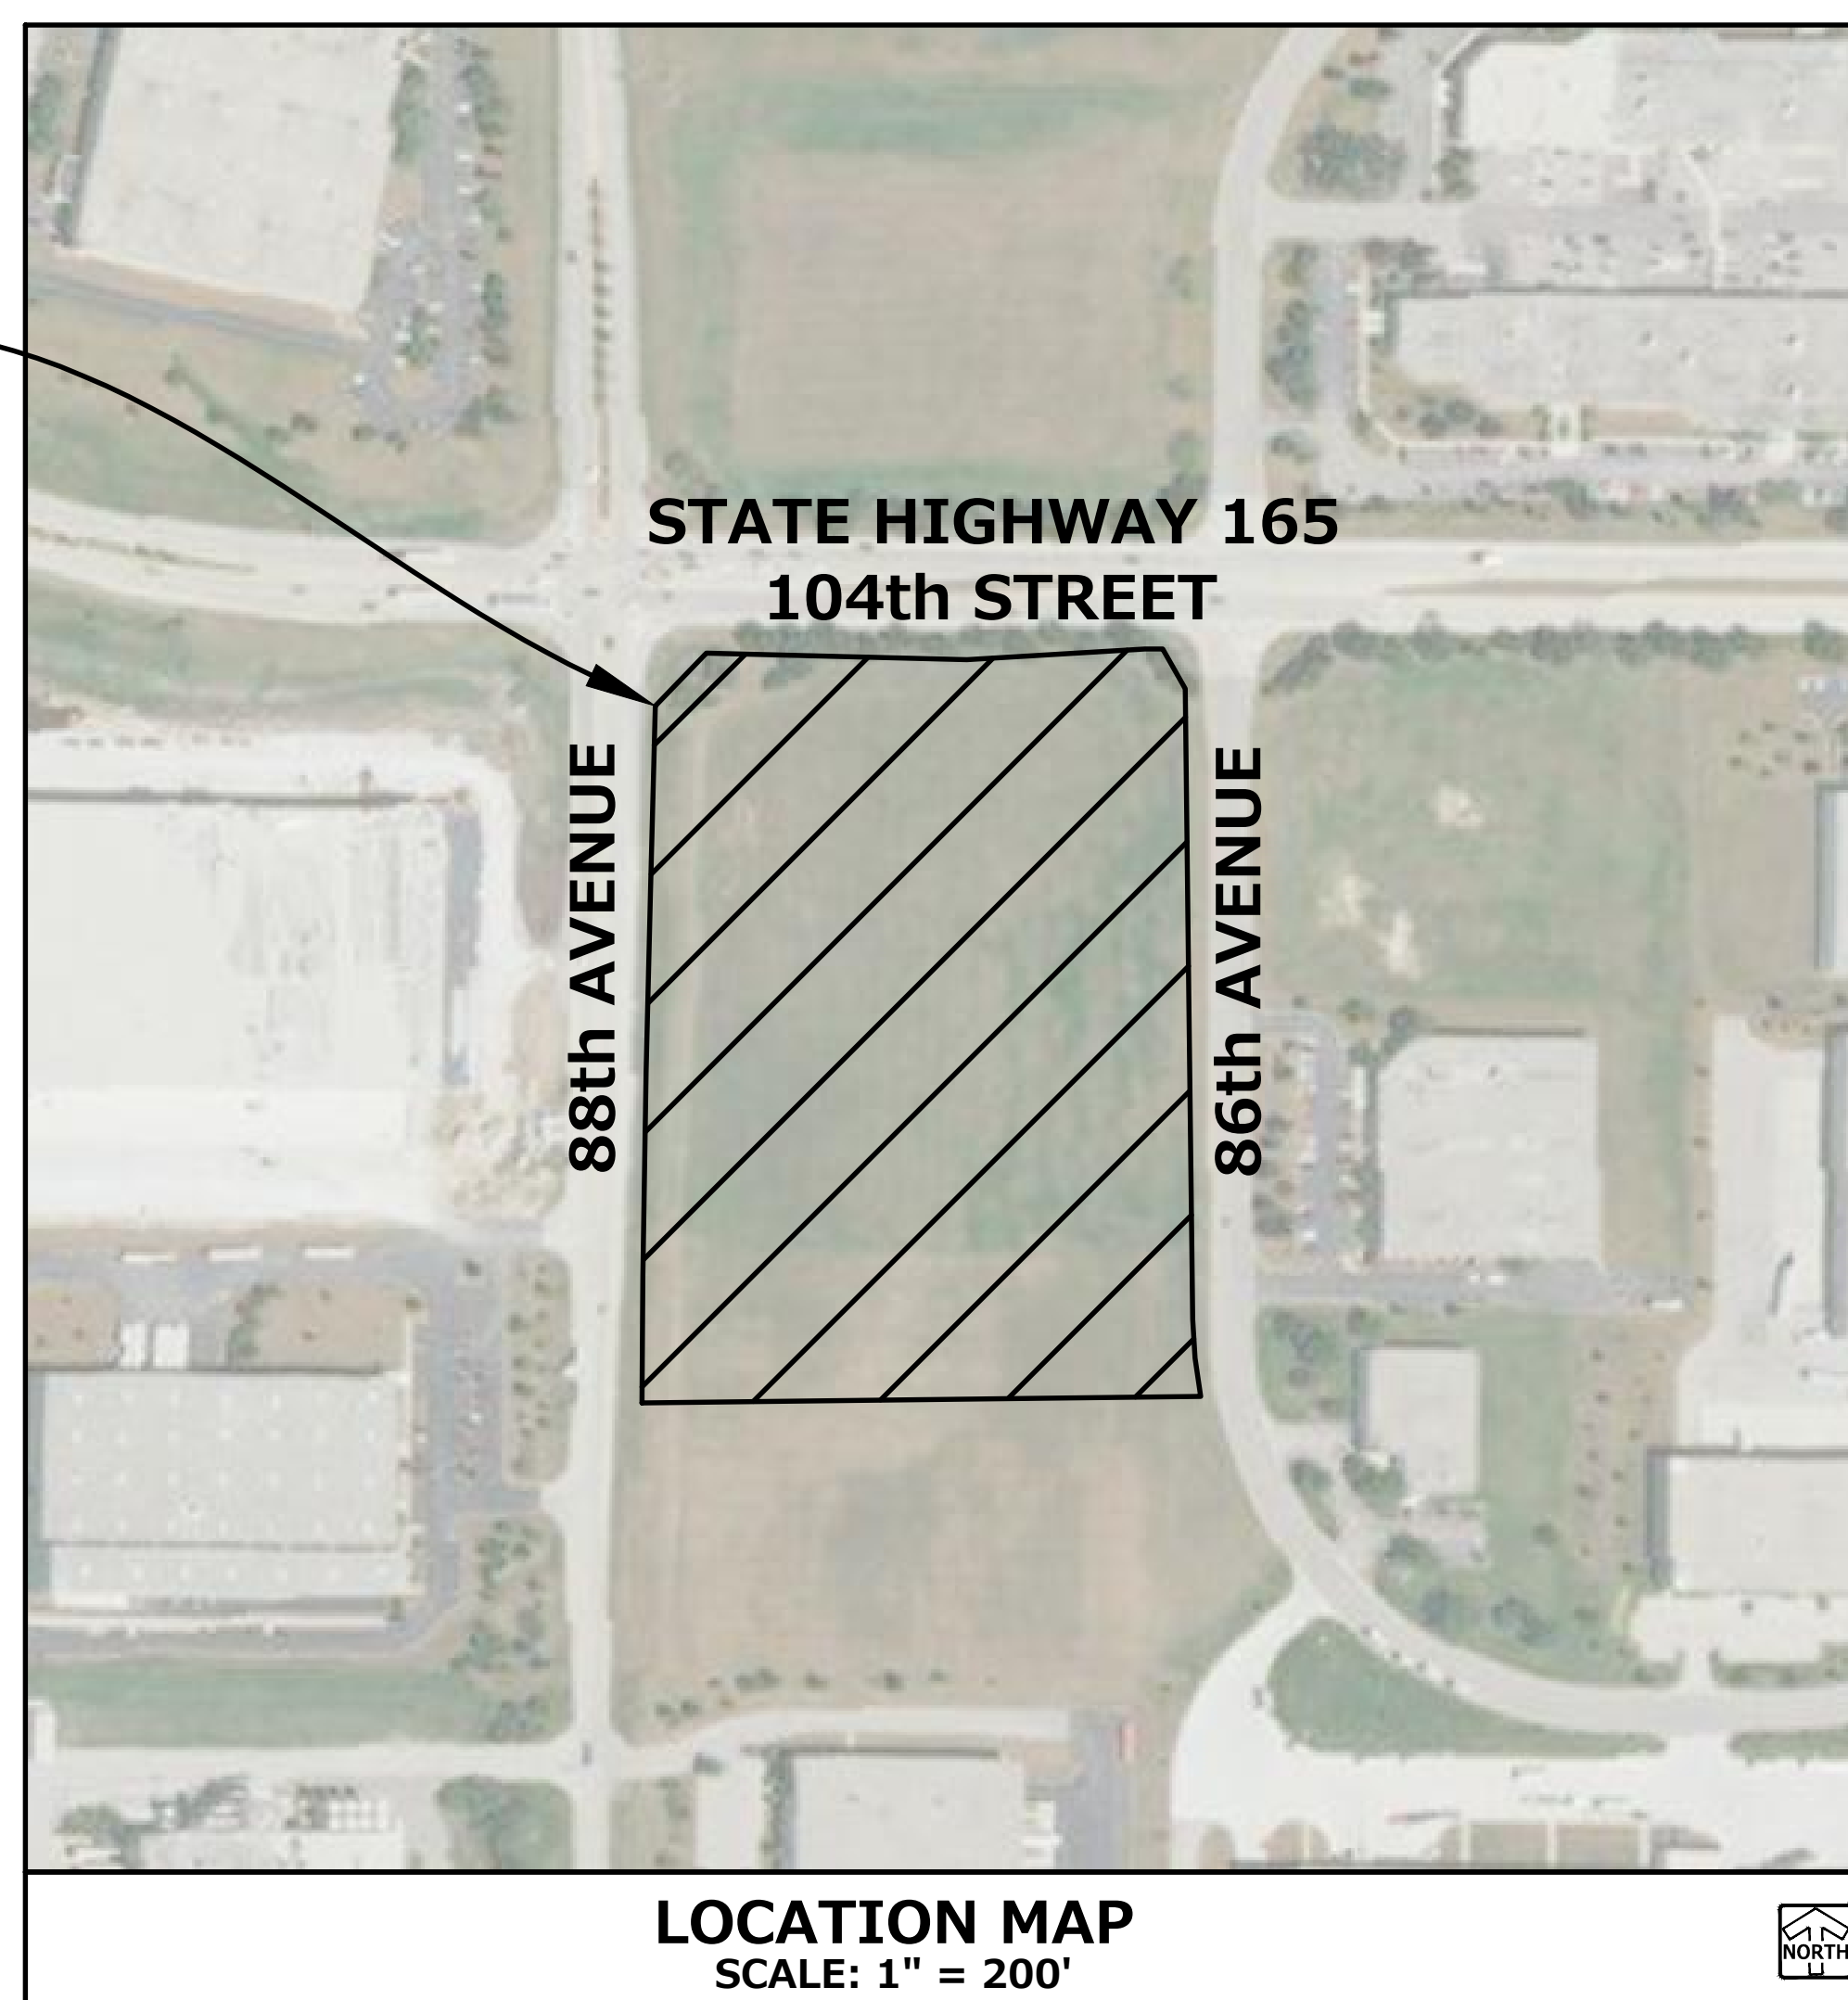 STATE HIGHWAY 165
104th STREET
88th AVENUE
86th AVENUE
LOCATION MAP
SCALE: 1" = 200'
NORTH